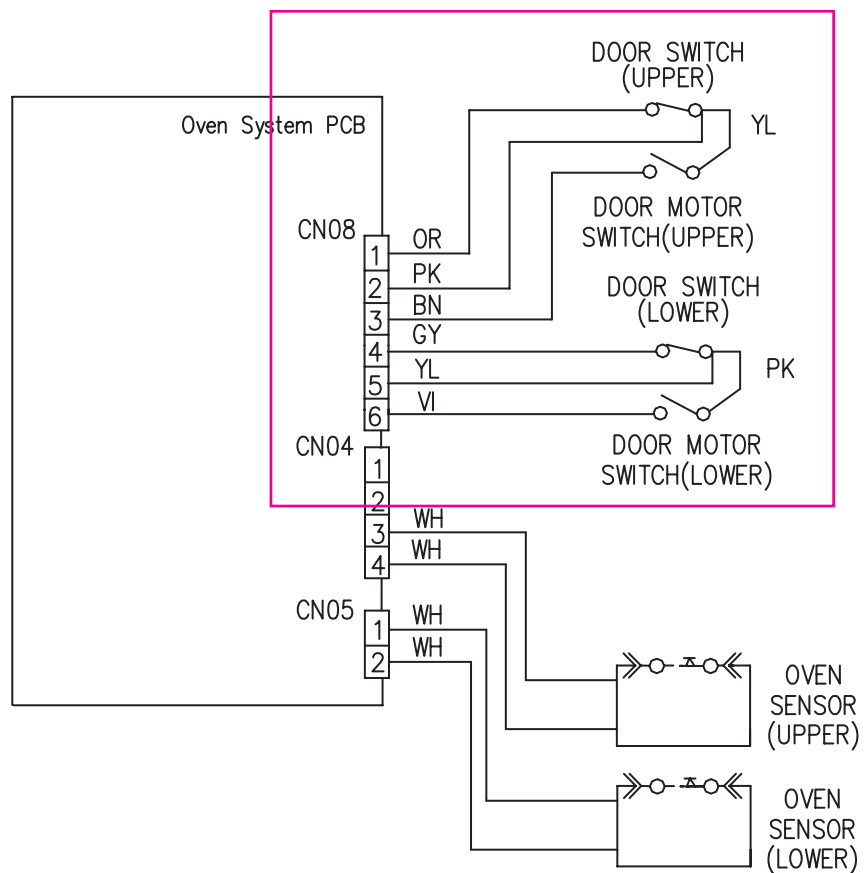 DOOR SWITCH
(UPPER)
Oven System PCB
YL
DOOR MOTOR
SWITCH(UPPER)
CN08
1
OR
2
PK
3
BN
4
GY
5
YL
6
VI
DOOR SWITCH
(LOWER)
PK
DOOR MOTOR
SWITCH(LOWER)
CN04
1
2
3
WH
4
WH
CN05
1
WH
2
WH
OVEN
SENSOR
(UPPER)
OVEN
SENSOR
(LOWER)